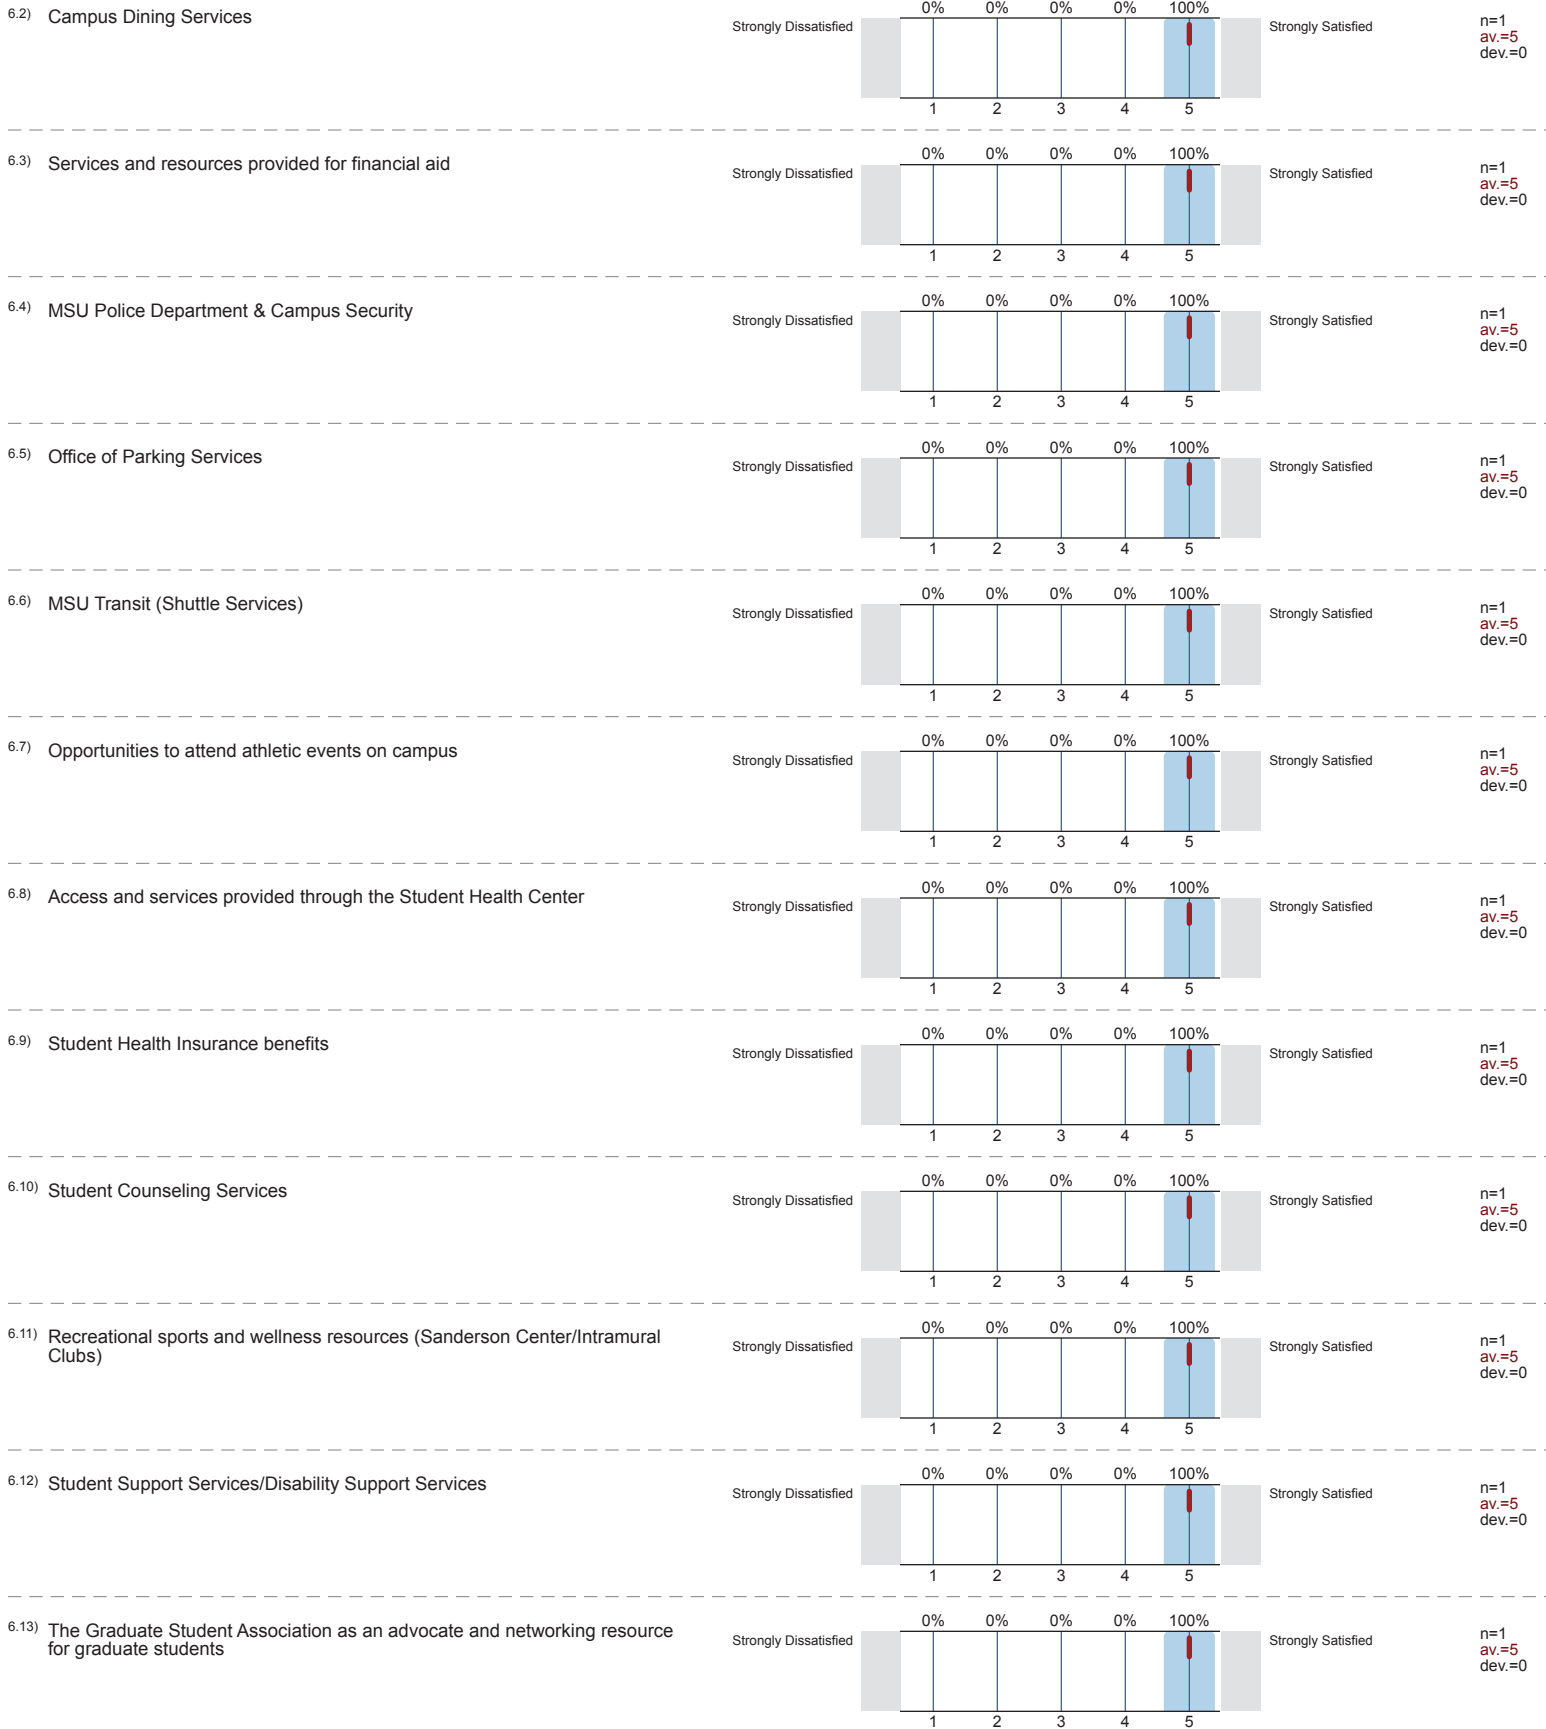 6.2) Campus Dining Services
0% 0% 0% 0% 100%
Strongly Dissatisfied Strongly Satisfied
n=1
av.=5
dev.=0
1 2 3 4 5
6.3) Services and resources provided for financial aid
0% 0% 0% 0% 100%
Strongly Dissatisfied Strongly Satisfied
n=1
av.=5
dev.=0
1 2 3 4 5
6.4) MSU Police Department & Campus Security
0% 0% 0% 0% 100%
Strongly Dissatisfied Strongly Satisfied
n=1
av.=5
dev.=0
1 2 3 4 5
6.5) Office of Parking Services
0% 0% 0% 0% 100%
Strongly Dissatisfied Strongly Satisfied
n=1
av.=5
dev.=0
1 2 3 4 5
6.6) MSU Transit (Shuttle Services)
0% 0% 0% 0% 100%
Strongly Dissatisfied Strongly Satisfied
n=1
av.=5
dev.=0
1 2 3 4 5
6.7) Opportunities to attend athletic events on campus
0% 0% 0% 0% 100%
Strongly Dissatisfied Strongly Satisfied
n=1
av.=5
dev.=0
1 2 3 4 5
6.8) Access and services provided through the Student Health Center
0% 0% 0% 0% 100%
Strongly Dissatisfied Strongly Satisfied
n=1
av.=5
dev.=0
1 2 3 4 5
6.9) Student Health Insurance benefits
0% 0% 0% 0% 100%
Strongly Dissatisfied Strongly Satisfied
n=1
av.=5
dev.=0
1 2 3 4 5
6.10) Student Counseling Services
0% 0% 0% 0% 100%
Strongly Dissatisfied Strongly Satisfied
n=1
av.=5
dev.=0
1 2 3 4 5
6.11) Recreational sports and wellness resources (Sanderson Center/Intramural
Clubs)
0% 0% 0% 0% 100%
Strongly Dissatisfied Strongly Satisfied
n=1
av.=5
dev.=0
1 2 3 4 5
6.12) Student Support Services/Disability Support Services
0% 0% 0% 0% 100%
Strongly Dissatisfied Strongly Satisfied
n=1
av.=5
dev.=0
1 2 3 4 5
6.13) The Graduate Student Association as an advocate and networking resource
for graduate students
0% 0% 0% 0% 100%
Strongly Dissatisfied Strongly Satisfied
n=1
av.=5
dev.=0
1 2 3 4 5